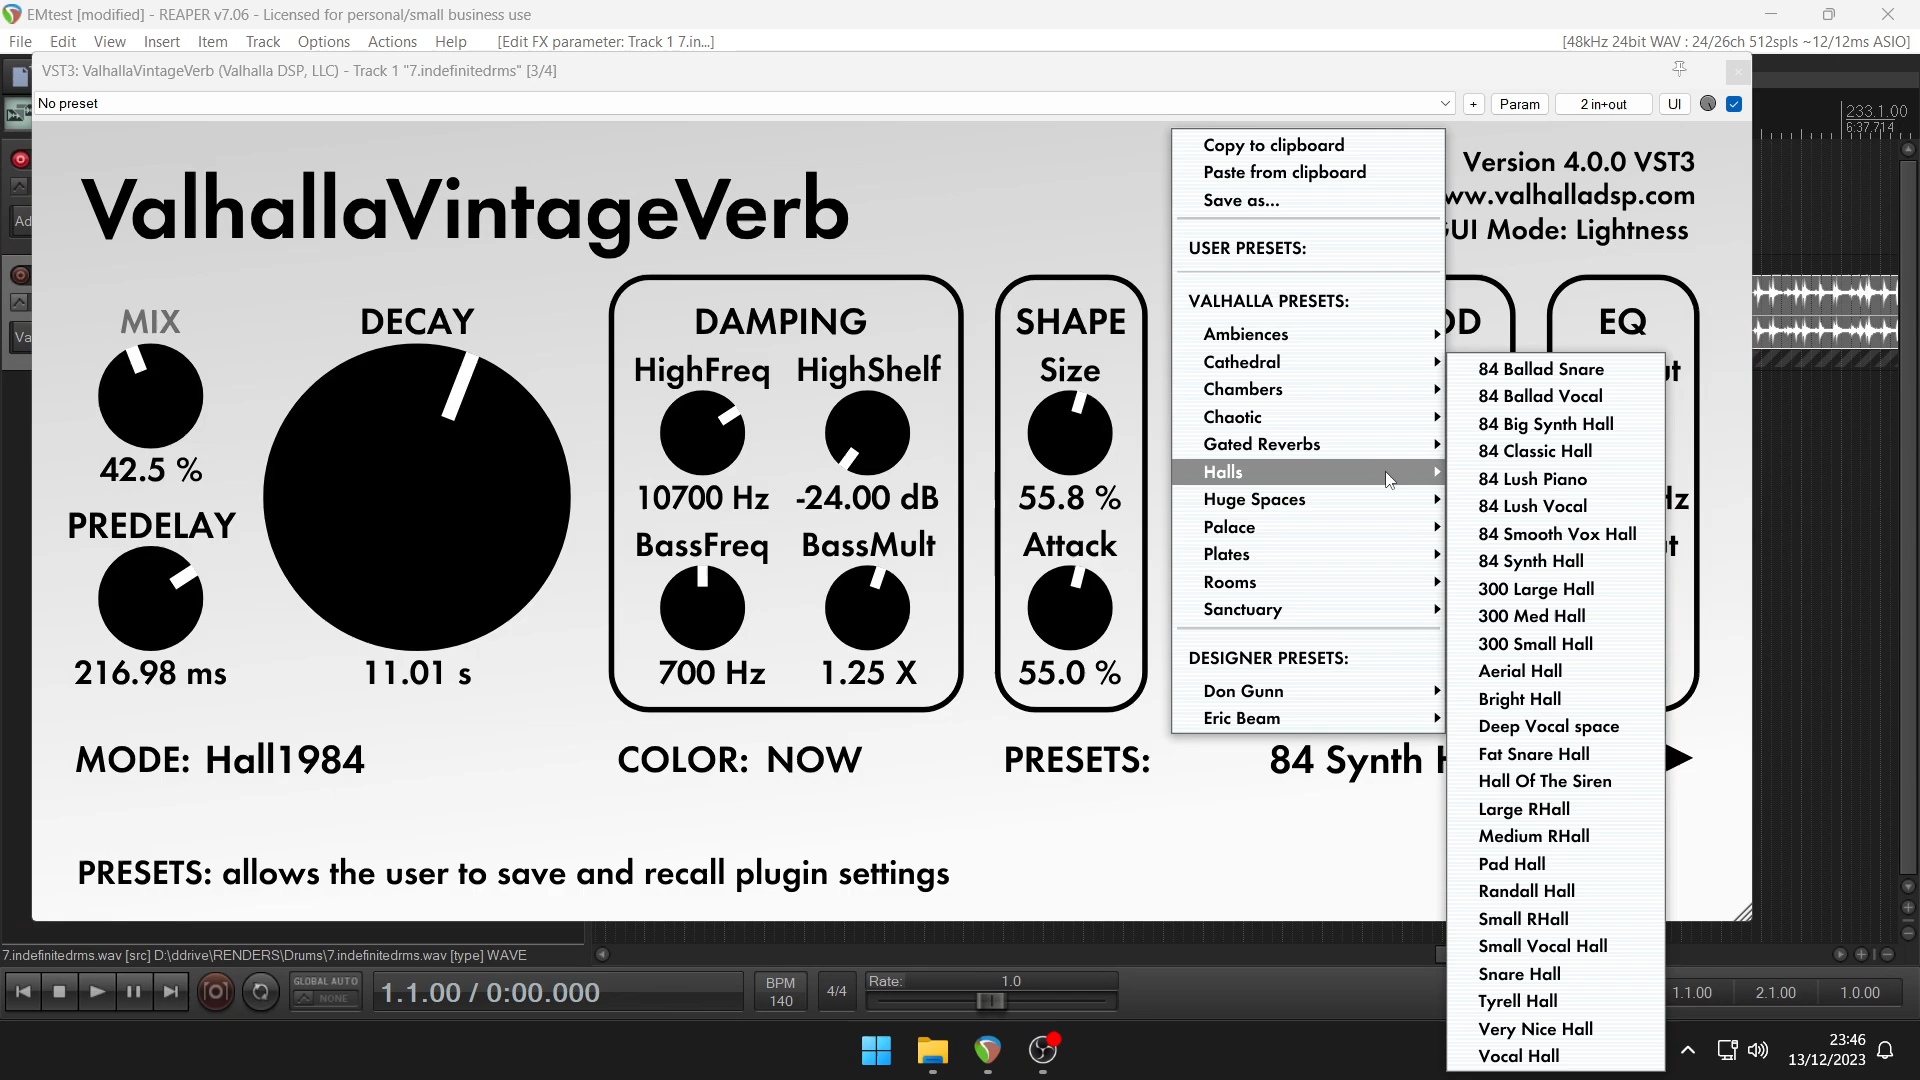 EMtest [modified] - REAPER v7.06 - Licensed for personal/small business use
File Edit View Insert Item Track Options Actions Help [Edit FX parameter: Track 1 7.in...]
[48kHz 24bit WAV : 24/26ch 512spls ~12/12ms ASIO]
VST3: ValhallaVintageVerb (Valhalla DSP, LLC) - Track 1 "7.indefinitedrms" [3/4]
No preset
+ Param 2 in+out UI
233.1.00
6:37.714
ValhallaVintageVerb
Version 4.0.0 VST3
ww.valhalladsp.com
UI Mode: Lightness
Ad
Va
MIX
42.5 %
PREDELAY
216.98 ms
DECAY
11.01 s
DAMPING
HighFreq HighShelf
10700 Hz -24.00 dB
BassFreq BassMult
700 Hz 1.25 X
SHAPE
Size
55.8 %
Attack
55.0 %
OD
EQ
ut
Hz
ut
Copy to clipboard
Paste from clipboard
Save as...
USER PRESETS:
VALHALLA PRESETS:
Ambiences
Cathedral
Chambers
Chaotic
Gated Reverbs
Halls
Huge Spaces
Palace
Plates
Rooms
Sanctuary
DESIGNER PRESETS:
Don Gunn
Eric Beam
84 Ballad Snare
84 Ballad Vocal
84 Big Synth Hall
84 Classic Hall
84 Lush Piano
84 Lush Vocal
84 Smooth Vox Hall
84 Synth Hall
300 Large Hall
300 Med Hall
300 Small Hall
Aerial Hall
Bright Hall
Deep Vocal space
Fat Snare Hall
Hall Of The Siren
Large RHall
Medium RHall
Pad Hall
Randall Hall
Small RHall
Small Vocal Hall
Snare Hall
Tyrell Hall
Very Nice Hall
Vocal Hall
MODE: Hall1984
COLOR: NOW
PRESETS: 84 Synth H
PRESETS: allows the user to save and recall plugin settings
7.indefinitedrms.wav [src] D:\ddrive\RENDERS\Drums\7.indefinitedrms.wav [type] WAVE
GLOBAL AUTO
NONE
1.1.00 / 0:00.000
BPM
140
4/4
Rate: 1.0
1.1.00 2.1.00 1.0.00
23:46
13/12/2023